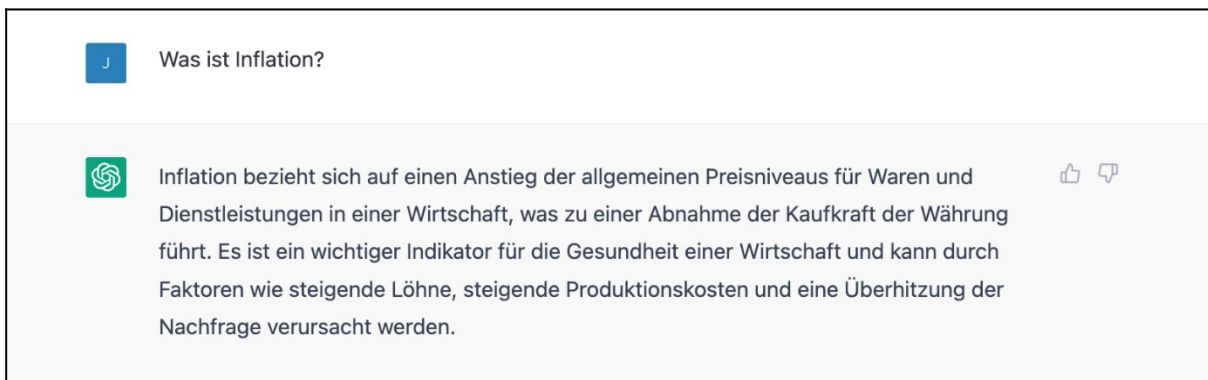 J
Was ist Inflation?
Inflation bezieht sich auf einen Anstieg der allgemeinen Preisniveaus für Waren und
Dienstleistungen in einer Wirtschaft, was zu einer Abnahme der Kaufkraft der Währung
führt. Es ist ein wichtiger Indikator für die Gesundheit einer Wirtschaft und kann durch
Faktoren wie steigende Löhne, steigende Produktionskosten und eine Überhitzung der
Nachfrage verursacht werden.